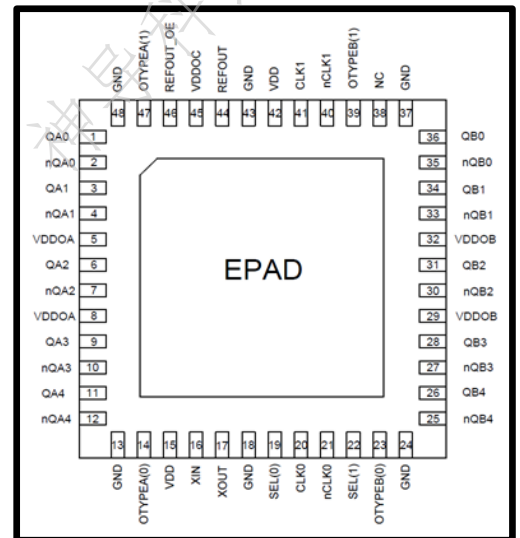 GND OTYPEA(1) REFOUT_OE VDDOC REFOUT GND VDD CLK1 nCLK1 OTYPEB(1) NC GND
48 47 46 45 44 43 42 41 40 39 38 37
QA0 1 36 QB0
nQA0 2 35 nQB0
QA1 3 34 QB1
nQA1 4 33 nQB1
VDDOA 5 32 VDDOB
QA2 6 31 QB2
EPAD
nQA2 7 30 nQB2
VDDOA 8 29 VDDOB
QA3 9 28 QB3
nQA3 10 27 nQB3
QA4 11 26 QB4
nQA4 12 25 nQB4
13 14 15 16 17 18 19 20 21 22 23 24
GND OTYPEA(0) VDD XIN XOUT GND SEL(0) CLK0 nCLK0 SEL(1) OTYPEB(0) GND